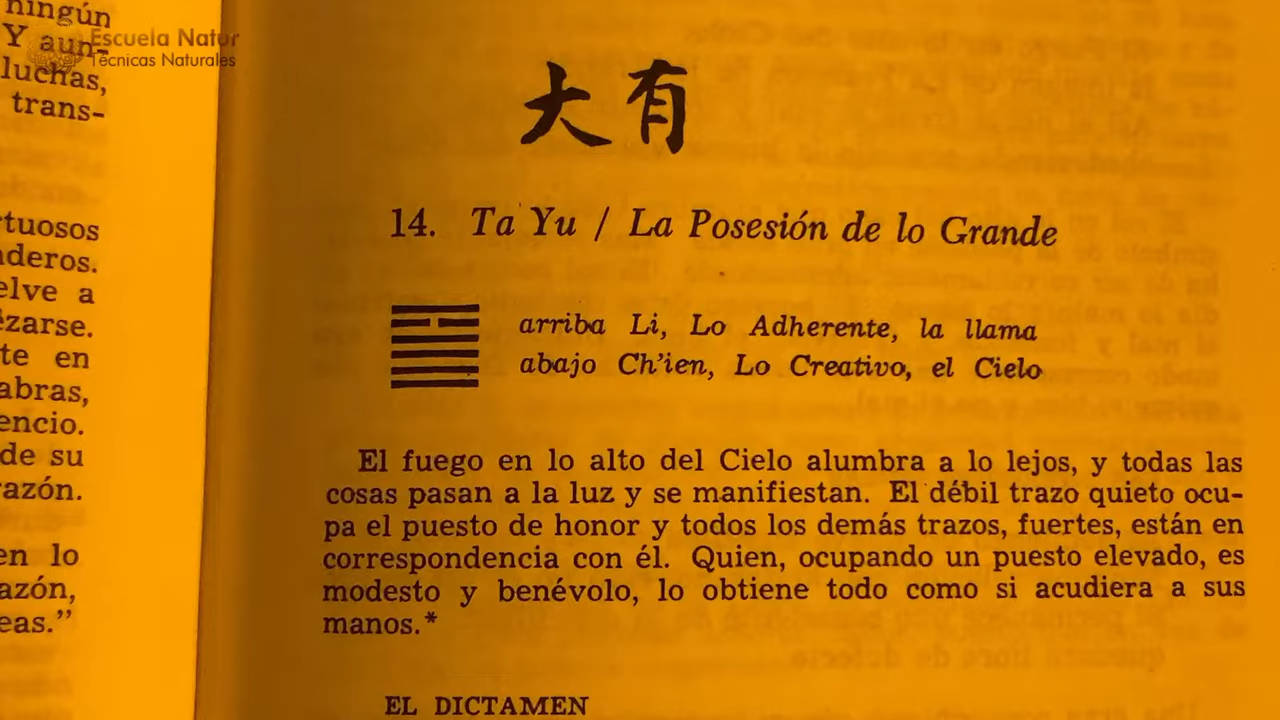 ningún
Y aun-
luchas,
trans-
tuosos
deros.
elve a
zarse.
te en
abras,
encio.
de su
azón.
en lo
azón,
eas.”
Escuela Natur
Técnicas Naturales
大有
14. Ta Yu / La Posesión de lo Grande
arriba Li, Lo Adherente, la llama
abajo Ch’ien, Lo Creativo, el Cielo
El fuego en lo alto del Cielo alumbra a lo lejos, y todas las
cosas pasan a la luz y se manifiestan. El débil trazo quieto ocu-
pa el puesto de honor y todos los demás trazos, fuertes, están en
correspondencia con él. Quien, ocupando un puesto elevado, es
modesto y benévolo, lo obtiene todo como si acudiera a sus
manos.*
EL DICTAMEN